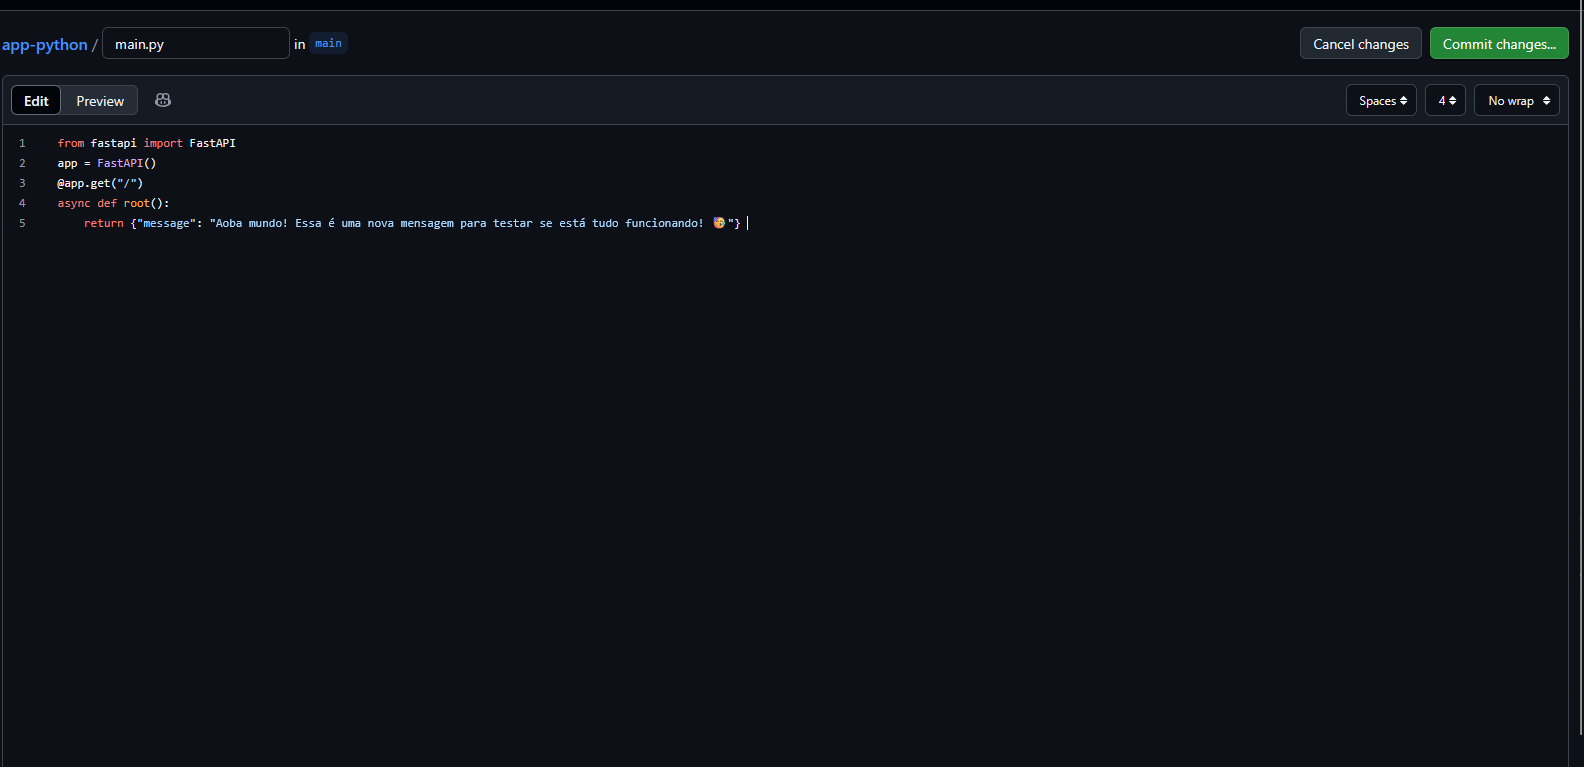 app-python / main.py in main Cancel changes Commit changes...
Edit Preview Spaces 4 No wrap
1 from fastapi import FastAPI
2 app = FastAPI()
3 @app.get("/")
4 async def root():
5 return {"message": "Aoba mundo! Essa é uma nova mensagem para testar se está tudo funcionando! 🥳"}